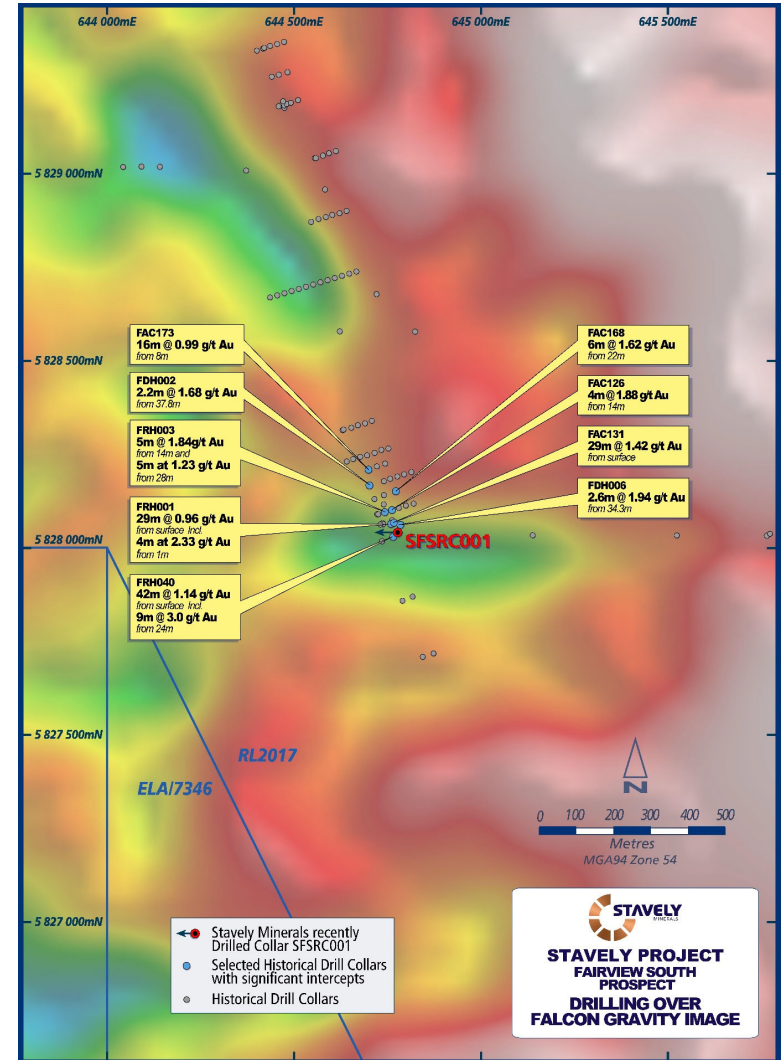 644 000mE
644 500mE
645 000mE
645 500mE
5 829 000mN
5 828 500mN
5 828 000mN
5 827 500mN
5 827 000mN
FAC173
16m @ 0.99 g/t Au
from 8m
FDH002
2.2m @ 1.68 g/t Au
from 37.8m
FRH003
5m @ 1.84g/t Au
from 14m and
5m at 1.23 g/t Au
from 28m
FRH001
29m @ 0.96 g/t Au
from surface Incl.
4m @ 2.33 g/t Au
from 1m
FRH040
42m @ 1.14 g/t Au
from surface Incl.
9m @ 3.0 g/t Au
from 24m
FAC168
6m @ 1.62 g/t Au
from 22m
FAC126
4m @ 1.88 g/t Au
from 14m
FAC131
29m @ 1.42 g/t Au
from surface
FDH006
2.6m @ 1.94 g/t Au
from 34.3m
SFSRC001
RL2017
ELA/7346
N
0 100 200 300 400 500
Metres
MGA94 Zone 54
Stavely Minerals recently
Drilled Collar SFSRC001
Selected Historical Drill Collars
with significant intercepts
Historical Drill Collars
STAVELY
MINERALS
STAVELY PROJECT
FAIRVIEW SOUTH
PROSPECT
DRILLING OVER
FALCON GRAVITY IMAGE